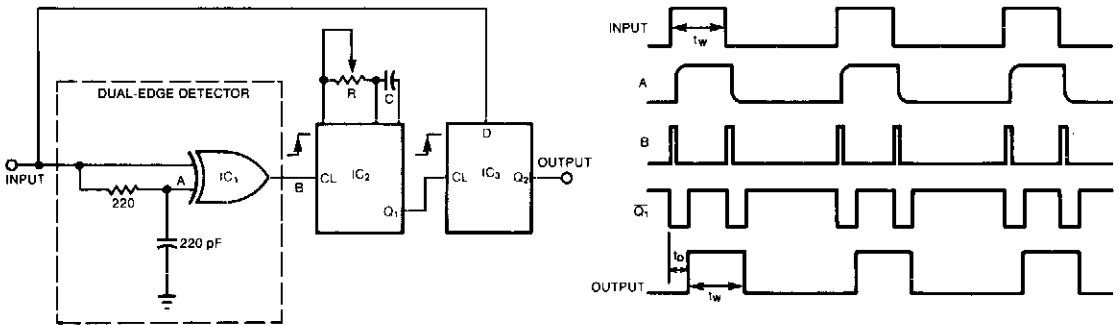 DUAL-EDGE DETECTOR
INPUT
220
A
220 pF
IC₁
B
R
C
CL
IC₂
Q₁
D
CL
IC₃
Q₂
OUTPUT
INPUT
tw
A
B
Q̅₁
tD
tw
OUTPUT